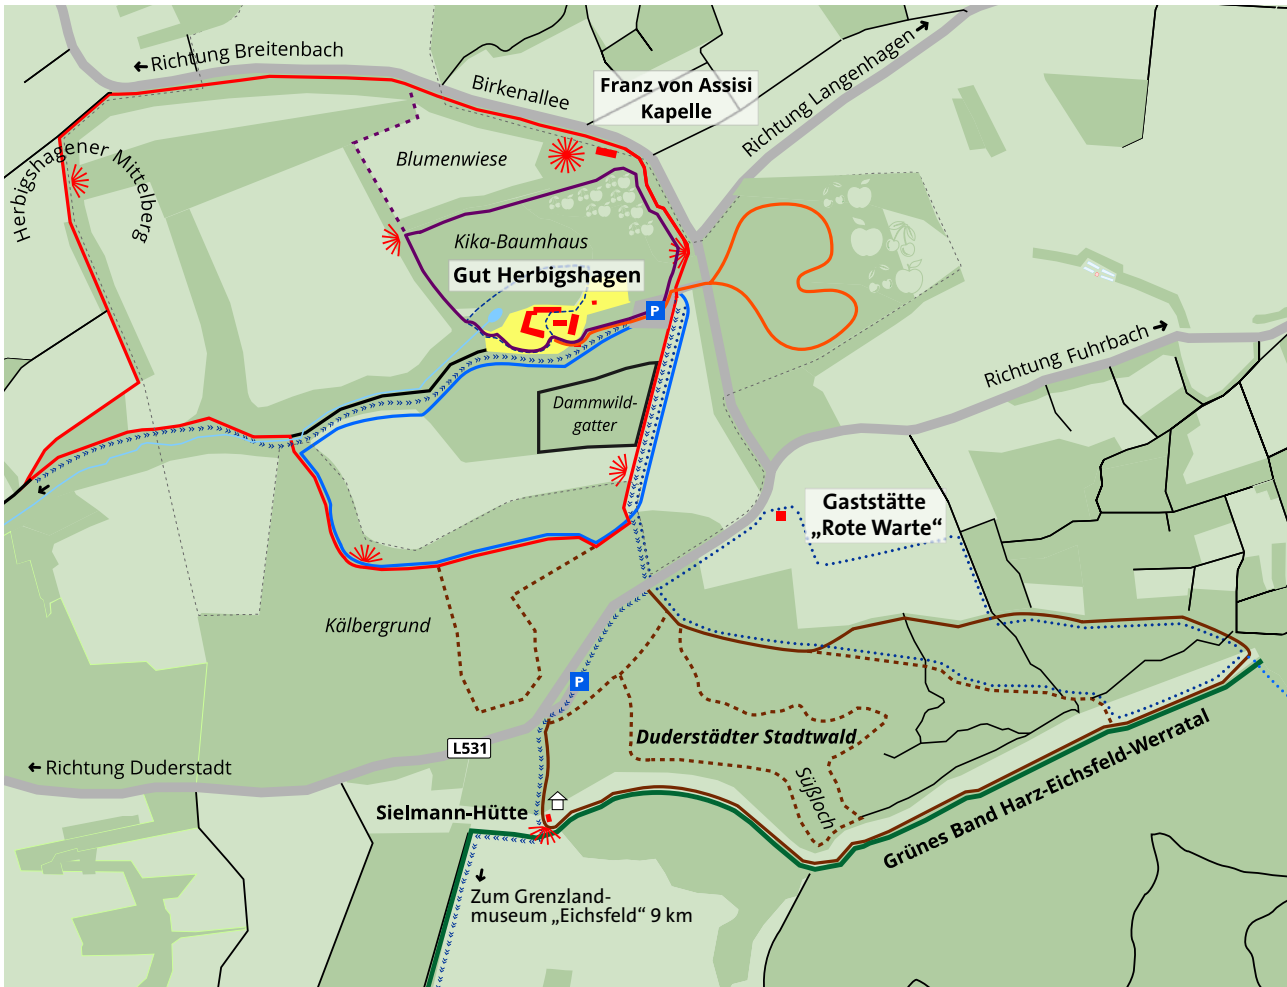 ← Richtung Breitenbach
Birkenallee
Franz von Assisi
Kapelle
Richtung Langenhagen →
Herbigshagener Mittelberg
Blumenwiese
Kika-Baumhaus
Gut Herbigshagen
P
Richtung Fuhrbach →
Dammwild-
gatter
Gaststätte
„Rote Warte“
Kälbergrund
P
L531
Duderstädter Stadtwald
← Richtung Duderstadt
Süßloch
Sielmann-Hütte
Grünes Band Harz-Eichsfeld-Werratal
Zum Grenzland-
museum „Eichsfeld“ 9 km